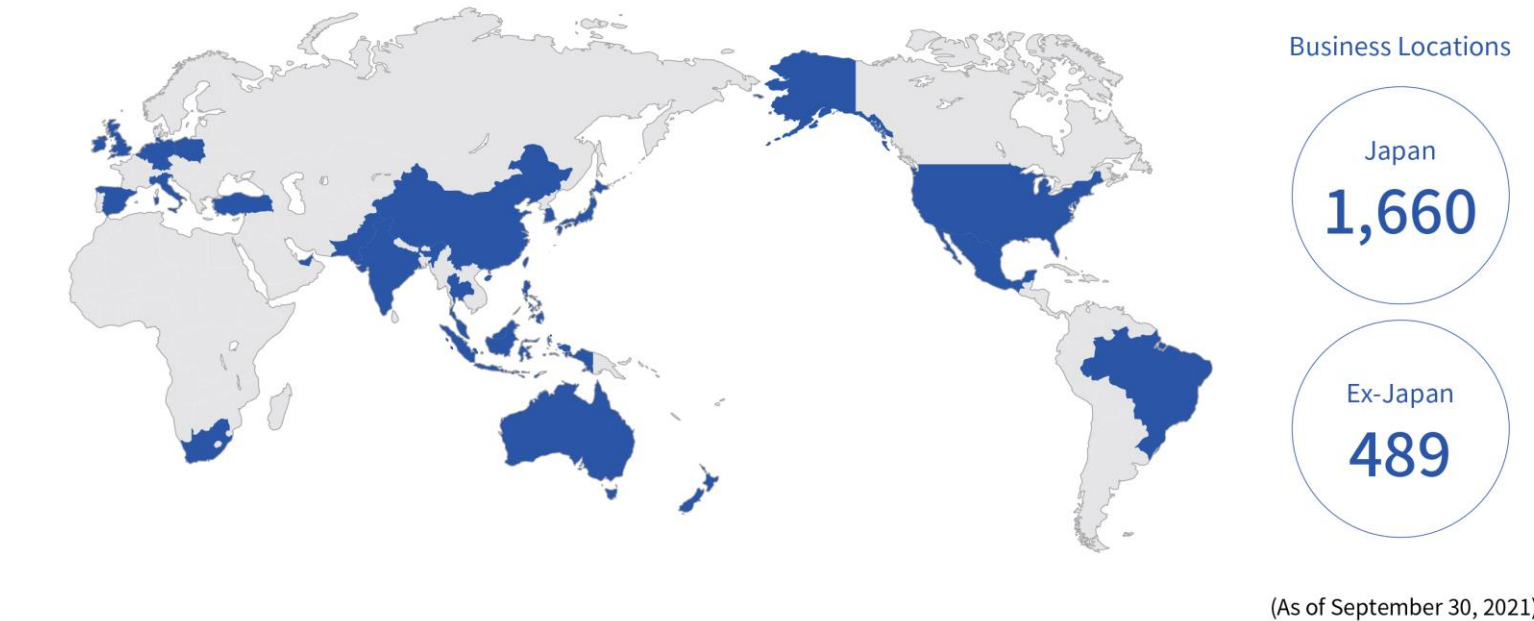 Business Locations
Japan
1,660
Ex-Japan
489
(As of September 30, 2021)